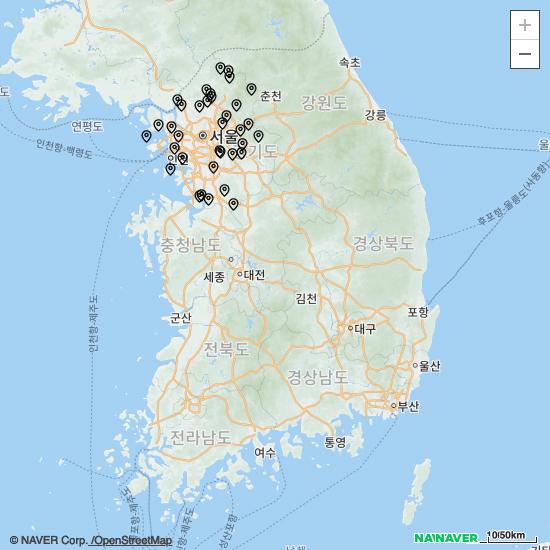 속초
춘천
강원도
강릉
연평도
서울
인천항-백령도
인천
경기도
울
후포항-울릉도(사동항)
충청남도
경상북도
세종
대전
김천
군산
포항
인천항-제주도
대구
전북도
경상남도
울산
부산
전라남도
여수
통영
© NAVER Corp. /OpenStreetMap
NAVER
10/50km